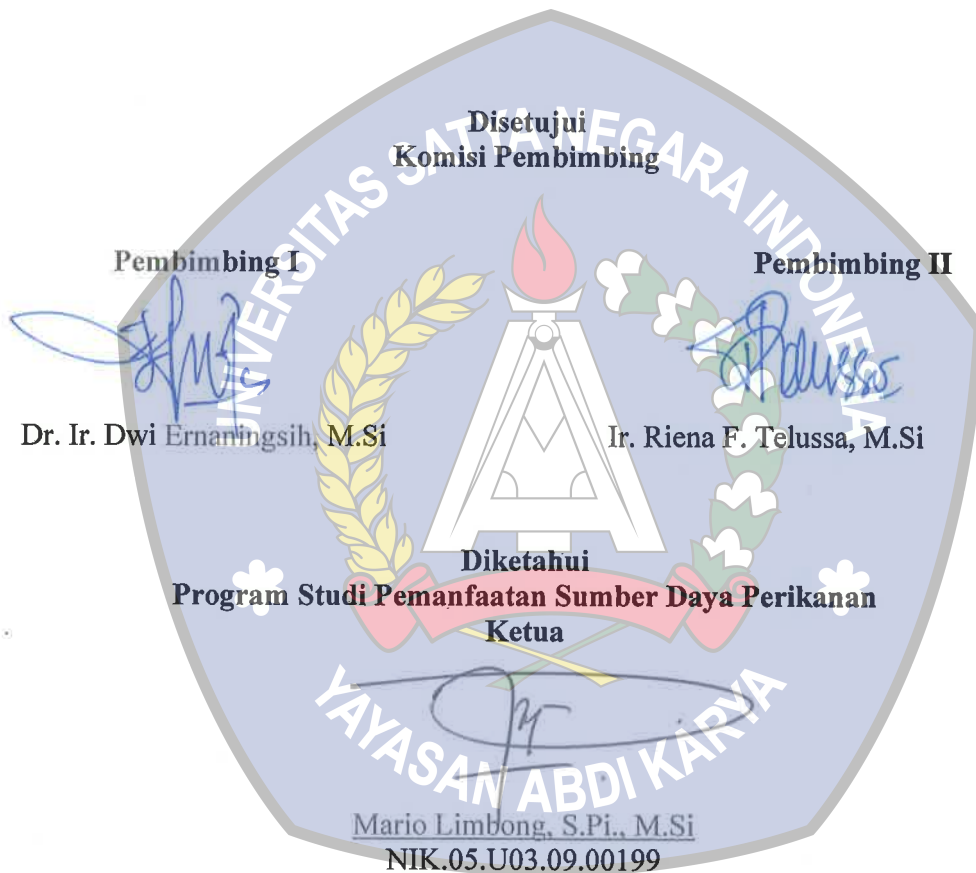 Disetujui
Komisi Pembimbing
UNIVERSITAS SATYA NEGARA INDONESIA
Pembimbing I
Pembimbing II
Dr. Ir. Dwi Ernaningsih, M.Si
Ir. Riena F. Telussa, M.Si
Diketahui
Program Studi Pemanfaatan Sumber Daya Perikanan
Ketua
YAYASAN ABDI KARYA
Mario Limbong, S.Pi., M.Si
NIK.05.U03.09.00199